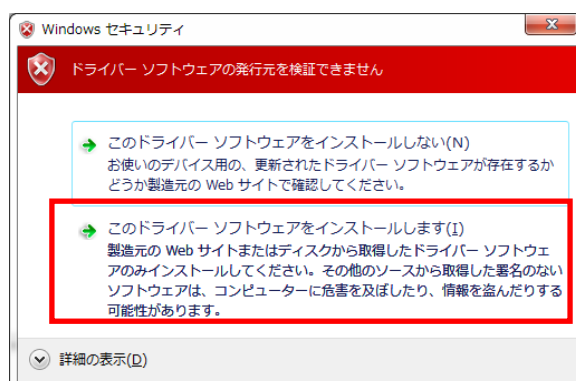 Windows セキュリティ
ドライバー ソフトウェアの発行元を検証できません
このドライバー ソフトウェアをインストールしない(N)
お使いのデバイス用の、更新されたドライバー ソフトウェアが存在するか
どうか製造元の Web サイトで確認してください。
このドライバー ソフトウェアをインストールします(I)
製造元の Web サイトまたはディスクから取得したドライバー ソフトウェ
アのみインストールしてください。その他のソースから取得した署名のない
ソフトウェアは、コンピューターに危害を及ぼしたり、情報を盗んだりする
可能性があります。
詳細の表示(D)